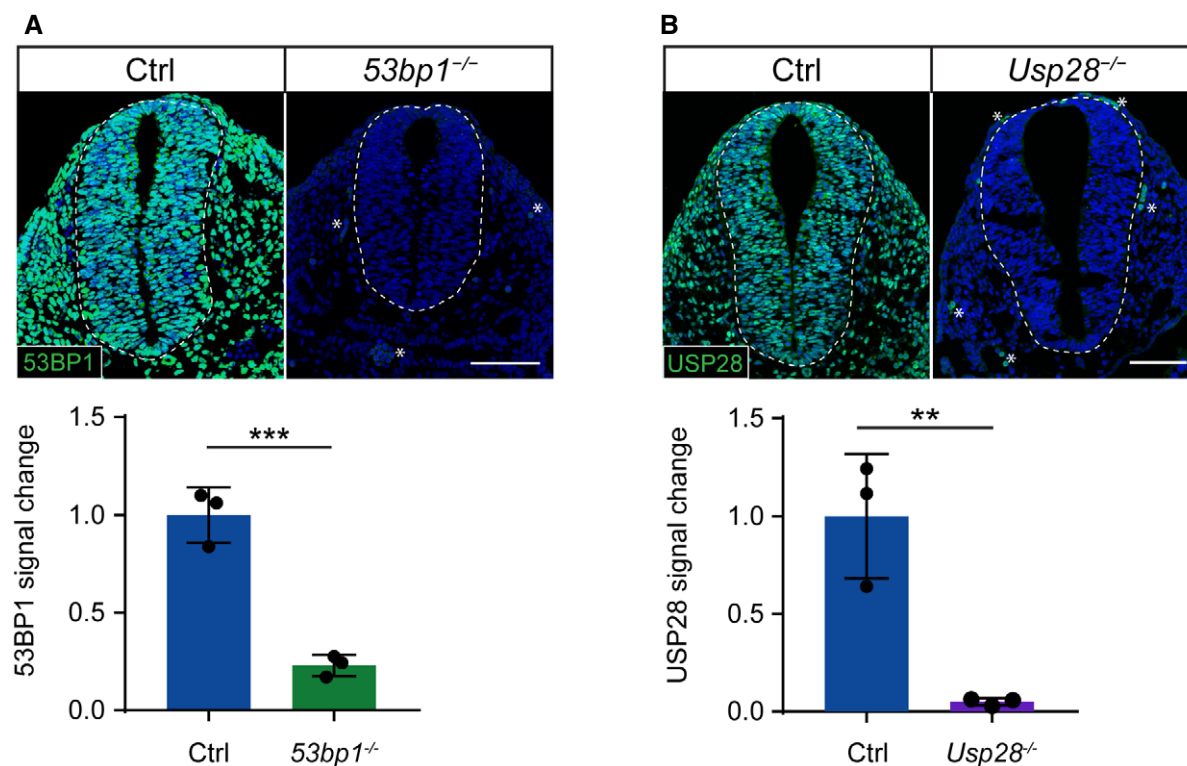 A
Ctrl
53bp1⁻/⁻
*
*
*
53BP1
53BP1 signal change
1.5
1.0
0.5
0.0
***
Ctrl
53bp1⁻/⁻
B
Ctrl
Usp28⁻/⁻
*
*
*
*
*
USP28
USP28 signal change
1.5
1.0
0.5
0.0
**
Ctrl
Usp28⁻/⁻